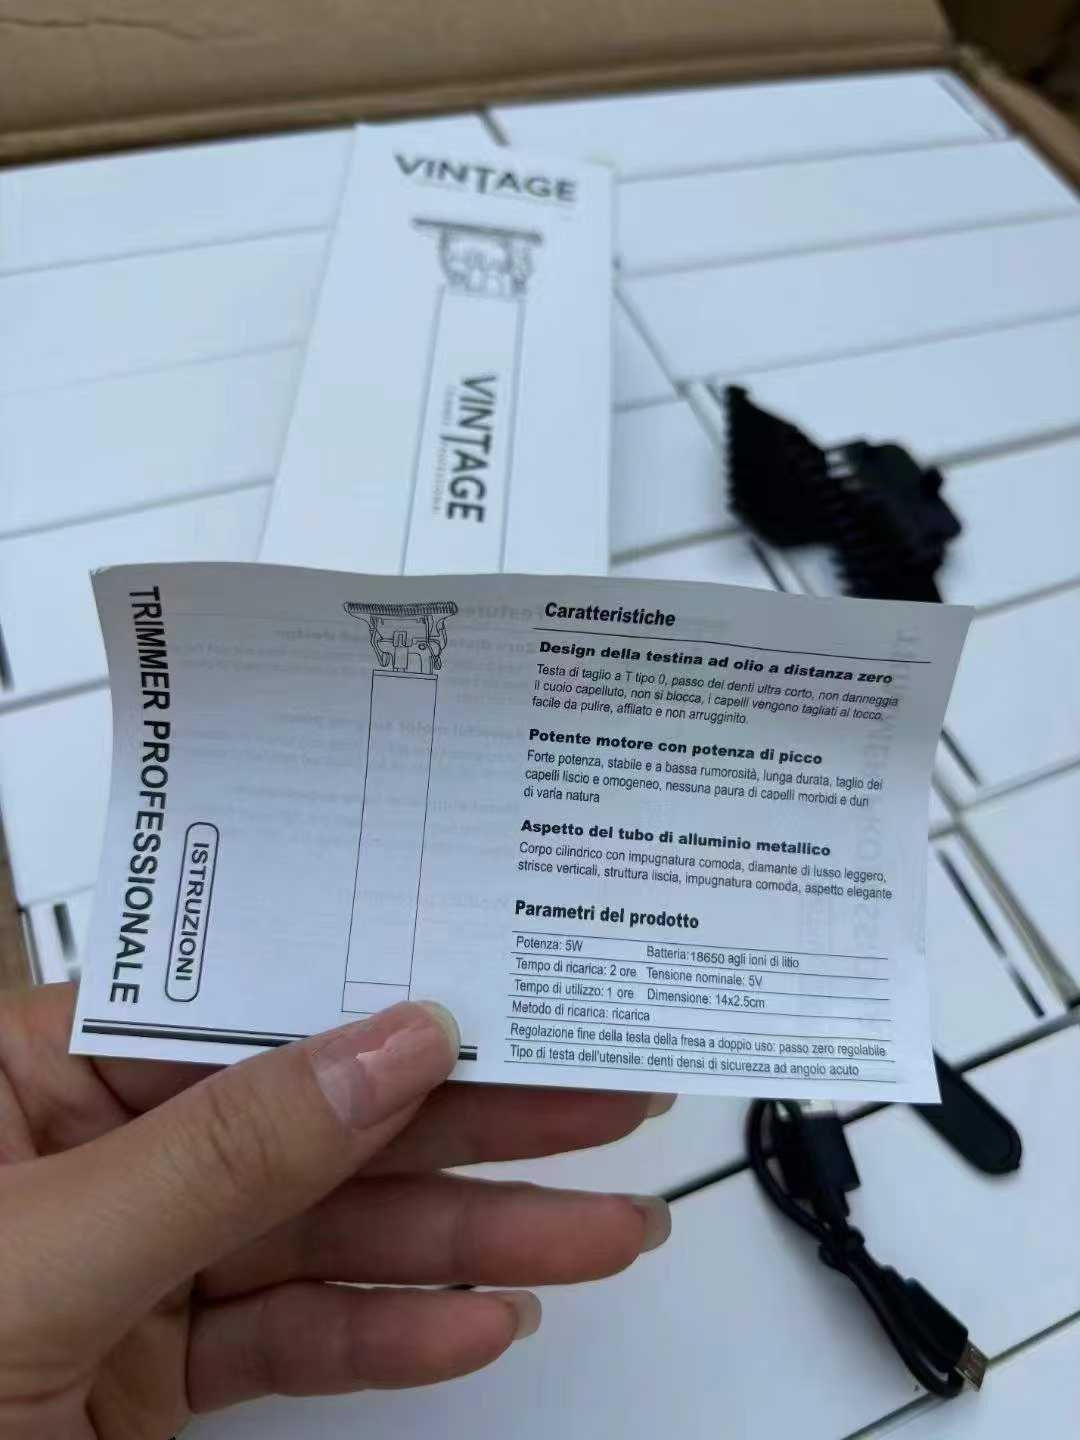 VINTAGE
VINTAGE
TRIMMER PROFESSIONALE
ISTRUZIONI
Caratteristiche
Design della testina ad olio a distanza zero
Testa di taglio a T tipo 0, passo dei denti ultra corto, non danneggia
il cuoio capelluto, non si blocca, i capelli vengono tagliati al tocco,
facile da pulire, affilato e non arrugginito.
Potente motore con potenza di picco
Forte potenza, stabile e a bassa rumorosità, lunga durata, taglio dei
capelli liscio e omogeneo, nessuna paura di capelli morbidi e duri
di varia natura
Aspetto del tubo di alluminio metallico
Corpo cilindrico con impugnatura comoda, diamante di lusso leggero,
strisce verticali, struttura liscia, impugnatura comoda, aspetto elegante
Parametri del prodotto
Potenza: 5W Batteria:18650 agli ioni di litio
Tempo di ricarica: 2 ore Tensione nominale: 5V
Tempo di utilizzo: 1 ore Dimensione: 14x2.5cm
Metodo di ricarica: ricarica
Regolazione fine della testa della fresa a doppio uso: passo zero regolabile
Tipo di testa dell'utensile: denti densi di sicurezza ad angolo acuto